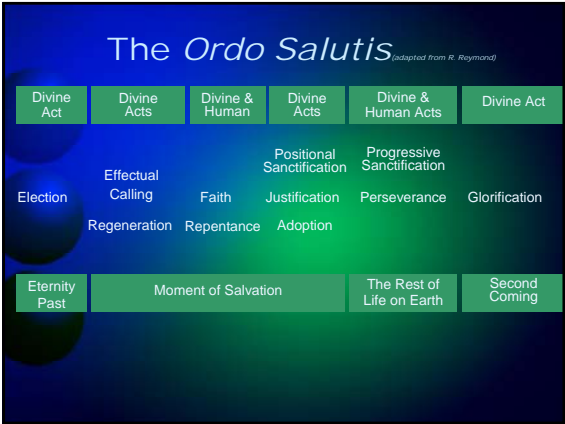 The Ordo Salutis (adapted from R. Reymond)
Divine
Act
Divine
Acts
Divine &
Human
Divine
Acts
Divine &
Human Acts
Divine Act
Election
Effectual
Calling
Regeneration
Faith
Repentance
Positional
Sanctification
Justification
Adoption
Progressive
Sanctification
Perseverance
Glorification
Eternity
Past
Moment of Salvation
The Rest of
Life on Earth
Second
Coming